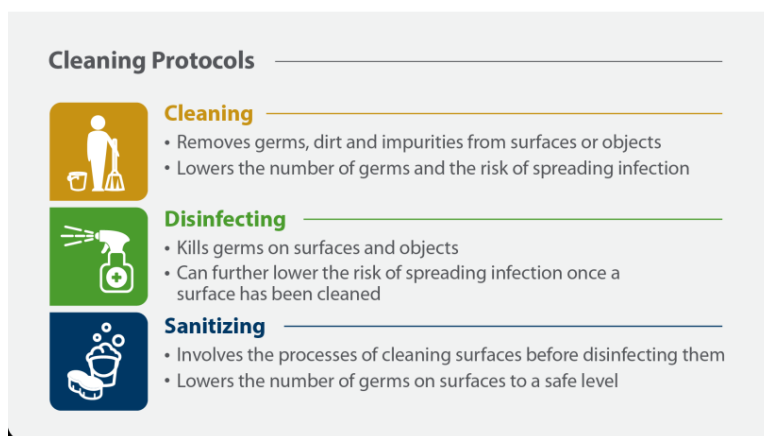 Cleaning Protocols
Cleaning
• Removes germs, dirt and impurities from surfaces or objects
• Lowers the number of germs and the risk of spreading infection
Disinfecting
• Kills germs on surfaces and objects
• Can further lower the risk of spreading infection once a
surface has been cleaned
Sanitizing
• Involves the processes of cleaning surfaces before disinfecting them
• Lowers the number of germs on surfaces to a safe level